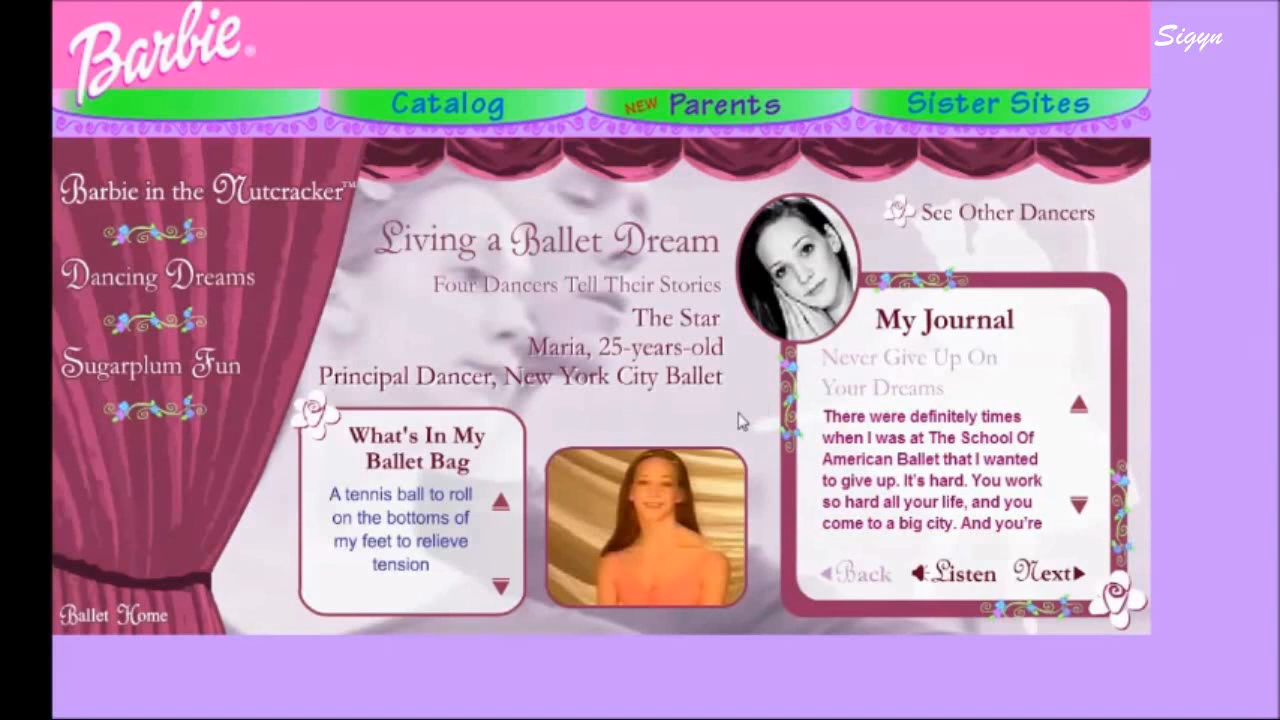 Barbie®
Sigyn
Catalog
NEW Parents
Sister Sites
Barbie in the Nutcracker™
Dancing Dreams
Sugarplum Fun
Ballet Home
Living a Ballet Dream
Four Dancers Tell Their Stories
The Star
Maria, 25-years-old
Principal Dancer, New York City Ballet
What's In My
Ballet Bag
A tennis ball to roll
on the bottoms of
my feet to relieve
tension
See Other Dancers
My Journal
Never Give Up On
Your Dreams
There were definitely times
when I was at The School Of
American Ballet that I wanted
to give up. It's hard. You work
so hard all your life, and you
come to a big city. And you're
Back Listen Next